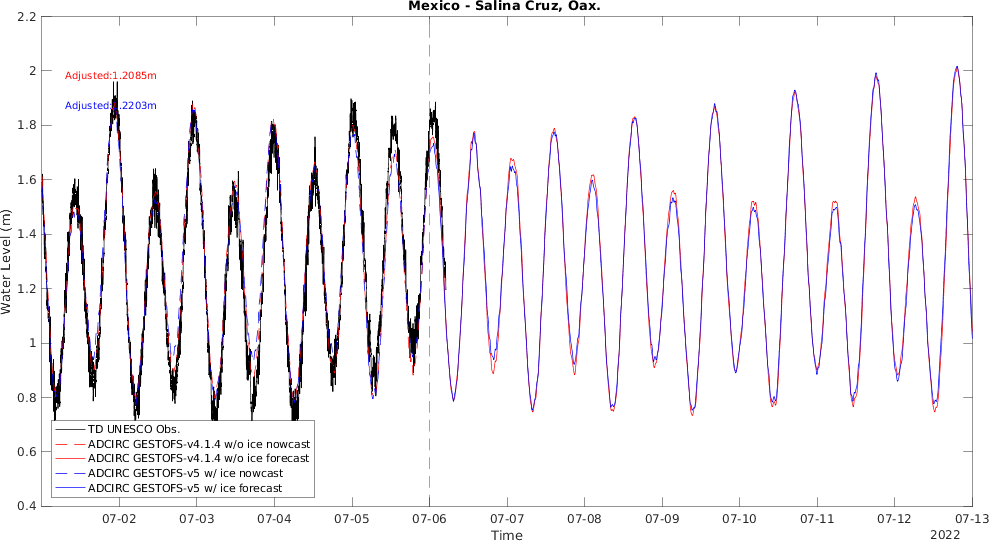 Mexico - Salina Cruz, Oax.
2.2
2
1.8
1.6
1.4
1.2
1
0.8
0.6
0.4
Water Level (m)
Adjusted:1.2085m
Adjusted:1.2203m
TD UNESCO Obs.
ADCIRC GESTOFS-v4.1.4 w/o ice nowcast
ADCIRC GESTOFS-v4.1.4 w/o ice forecast
ADCIRC GESTOFS-v5 w/ ice nowcast
ADCIRC GESTOFS-v5 w/ ice forecast
07-02 07-03 07-04 07-05 07-06 07-07 07-08 07-09 07-10 07-11 07-12 07-13
Time
2022